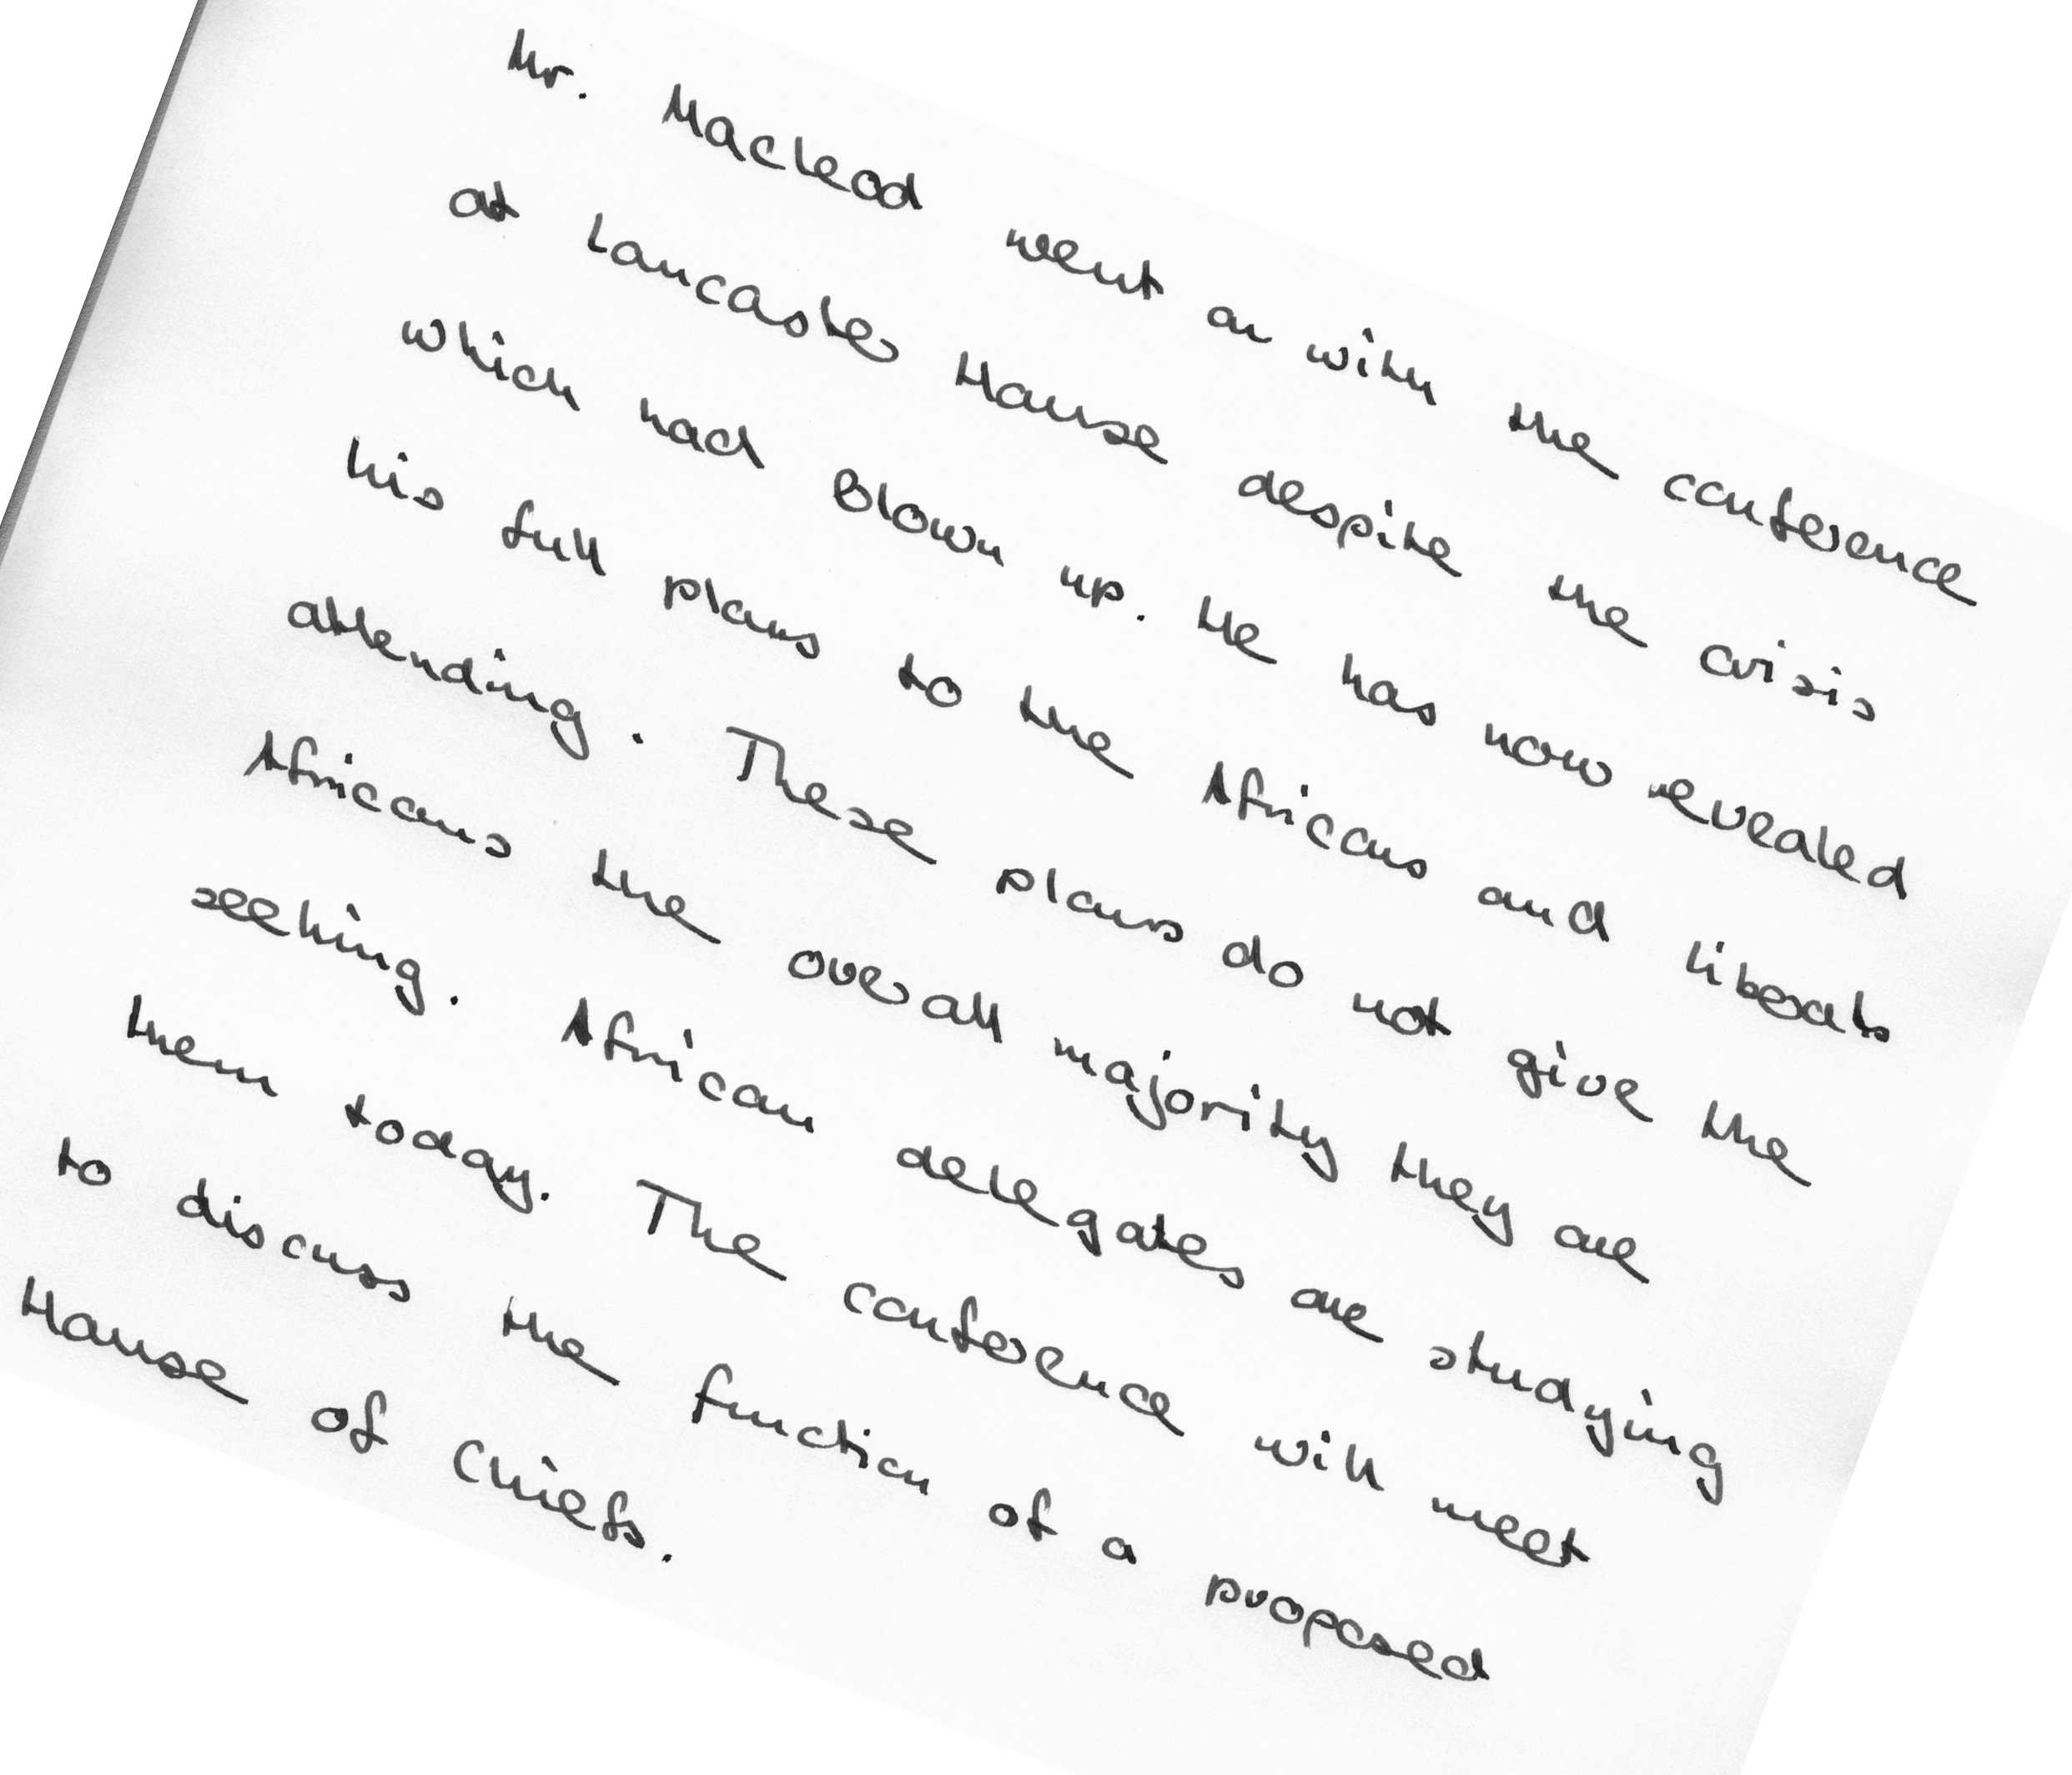 Mr. Macleod went on with the conference
at Lancaster House despite the crisis
which had blown up. He has now revealed
his full plans to the Africans and liberals
attending. These plans do not give the
Africans the overall majority they are
seeking. African delegates are studying
them today. The conference will meet
to discuss the function of a proposed
House of Chiefs.